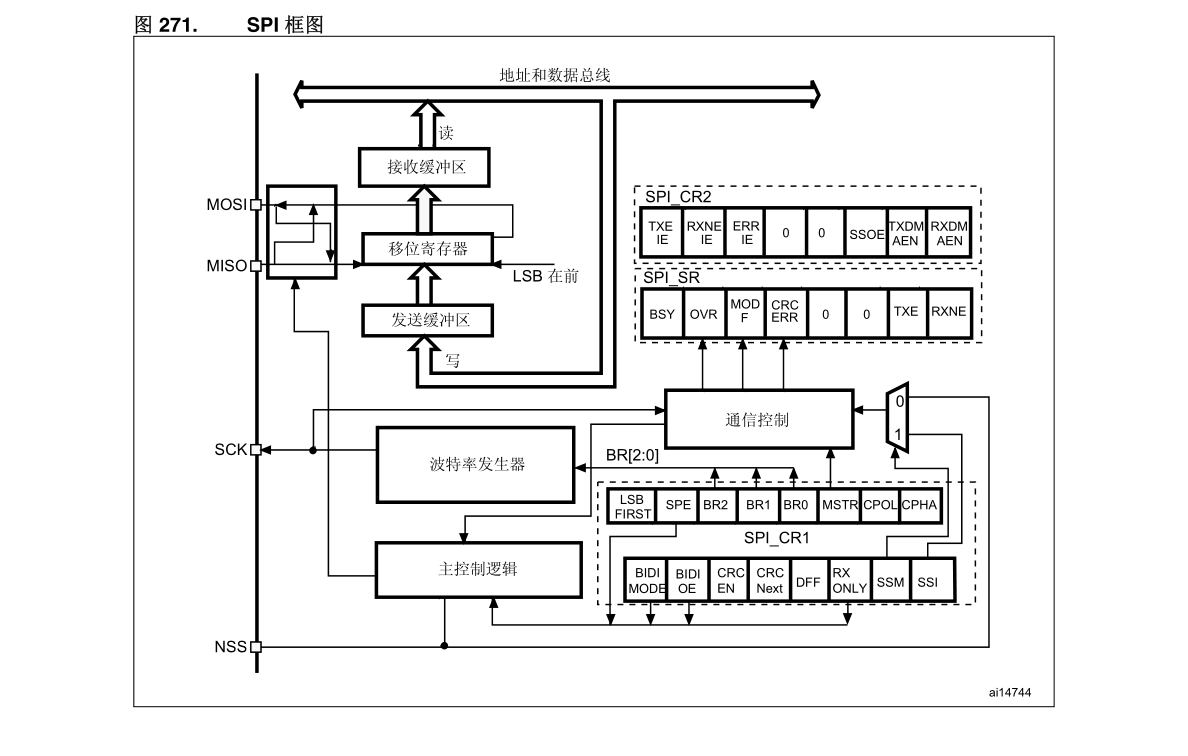 图 271. SPI 框图
地址和数据总线
读
接收缓冲区
MOSI
移位寄存器
MISO
LSB 在前
发送缓冲区
写
SPI_CR2
TXE IE
RXNE IE
ERR IE
0
0
SSOE
TXDM AEN
RXDM AEN
SPI_SR
BSY
OVR
MOD F
CRC ERR
0
0
TXE
RXNE
通信控制
0
1
SCK
波特率发生器
BR[2:0]
LSB FIRST
SPE
BR2
BR1
BR0
MSTR
CPOL
CPHA
SPI_CR1
主控制逻辑
BIDI MODE
BIDI OE
CRC EN
CRC Next
DFF
RX ONLY
SSM
SSI
NSS
ai14744